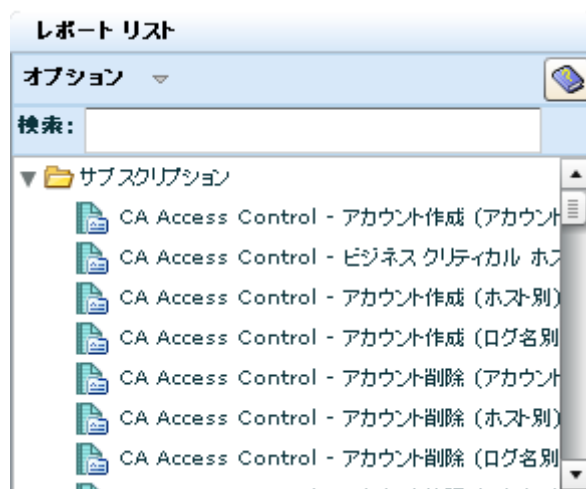 レポート リスト
オプション
検索:
サブスクリプション
CA Access Control - アカウント作成 (アカウント
CA Access Control - ビジネス クリティカル ホス
CA Access Control - アカウント作成 (ホスト別)
CA Access Control - アカウント作成 (ログ名別
CA Access Control - アカウント削除 (アカウント
CA Access Control - アカウント削除 (ホスト別)
CA Access Control - アカウント削除 (ログ名別